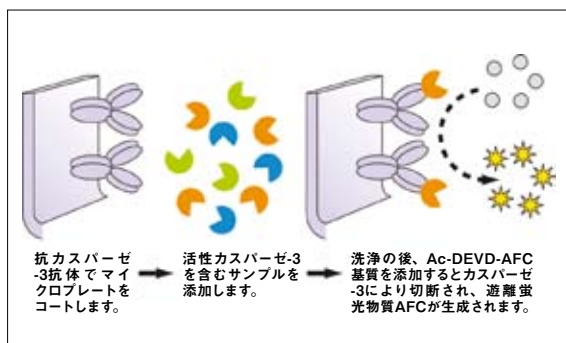 抗カスパーゼ
-3抗体でマイ
クロプレートを
コートします。
活性カスパーゼ-3
を含むサンプルを
添加します。
洗浄の後、Ac-DEVD-AFC
基質を添加するとカスパーゼ
-3により切断され、遊離蛍
光物質AFCが生成されます。